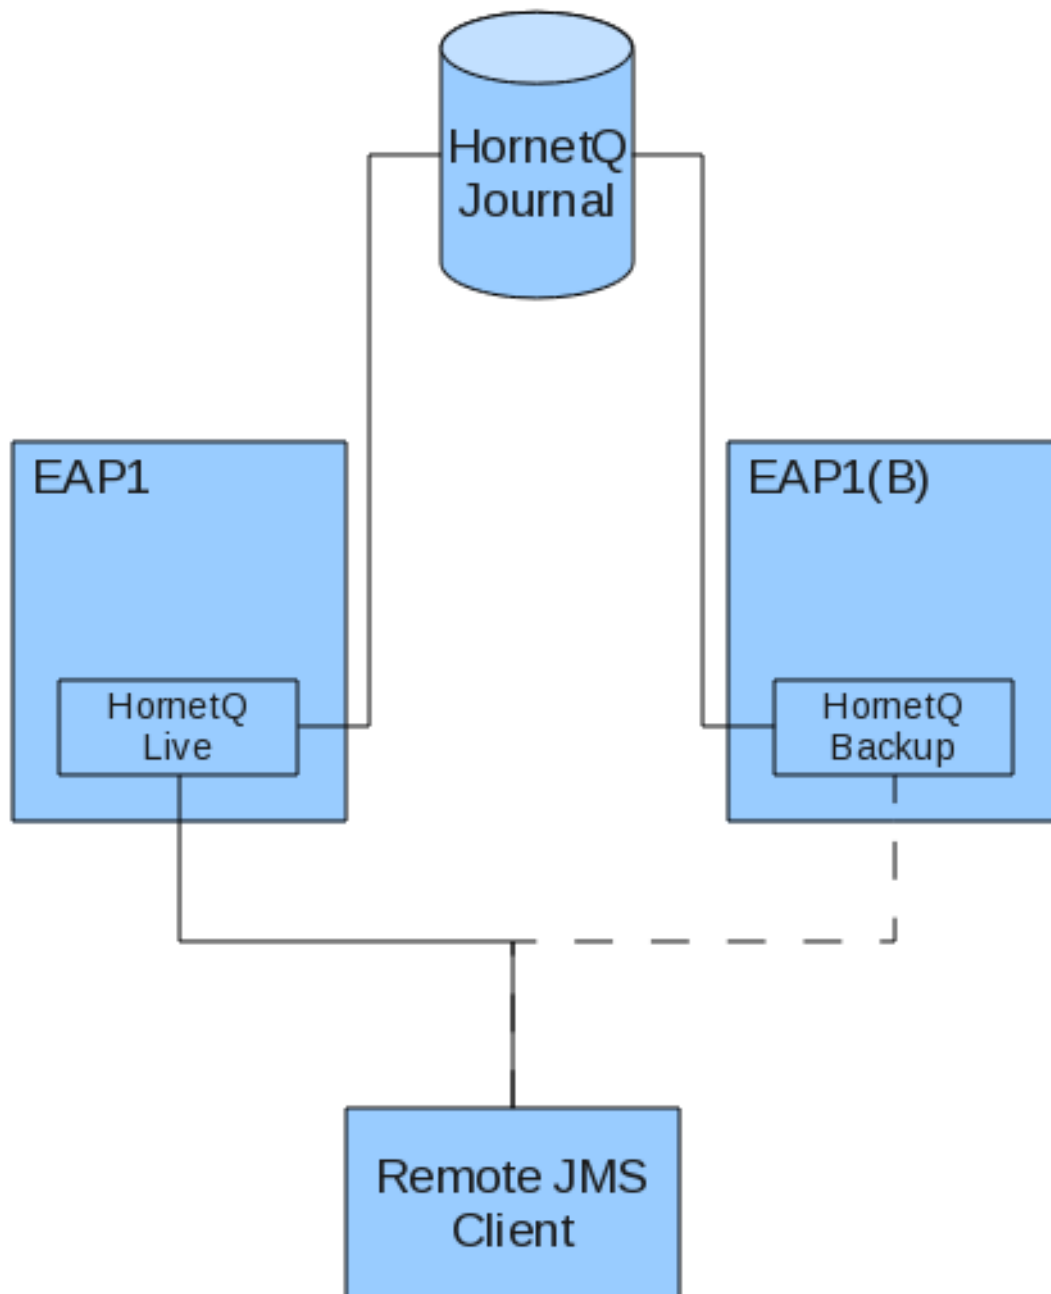 HornetQ
Journal
EAP1
EAP1(B)
HornetQ
Live
HornetQ
Backup
Remote JMS
Client